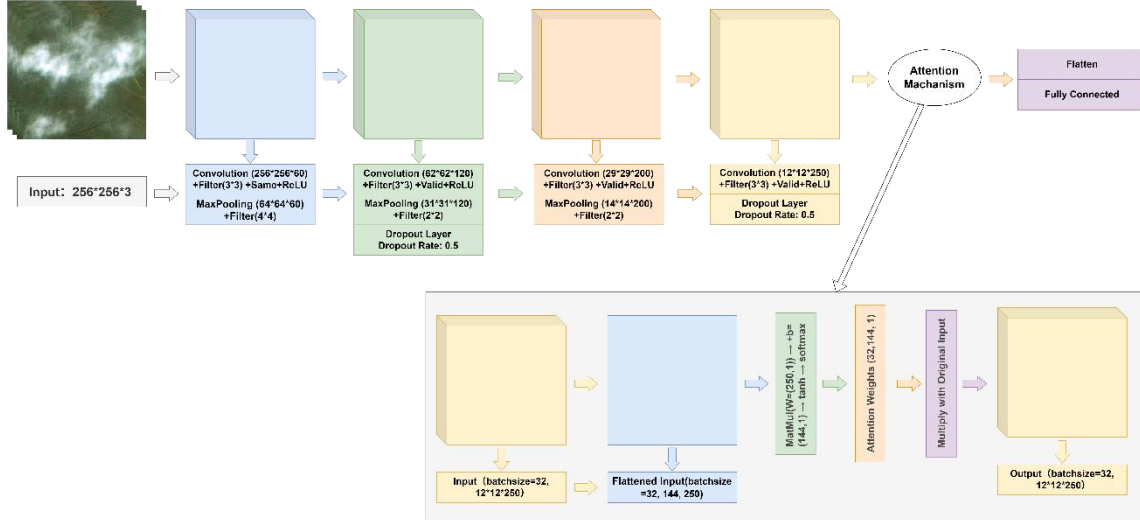 Attention
Machanism
Flatten
Fully Connected
Input: 256*256*3
Convolution (256*256*60)
+Filter(3*3) +Same+ReLU
MaxPooling (64*64*60)
+Filter(4*4)
Convolution (62*62*120)
+Filter(3*3) +Valid+ReLU
MaxPooling (31*31*120)
+Filter(2*2)
Dropout Layer
Dropout Rate: 0.5
Convolution (29*29*200)
+Filter(3*3) +Valid+ReLU
MaxPooling (14*14*200)
+Filter(2*2)
Convolution (12*12*250)
+Filter(3*3) +Valid+ReLU
Dropout Layer
Dropout Rate: 0.5
MatMul(W=(250,1)) → +b=
(144,1) → tanh → softmax
Attention Weights (32,144, 1)
Multiply with Original Input
Input (batchsize=32,
12*12*250)
Flattened Input(batchsize
=32, 144, 250)
Output (batchsize=32,
12*12*250)